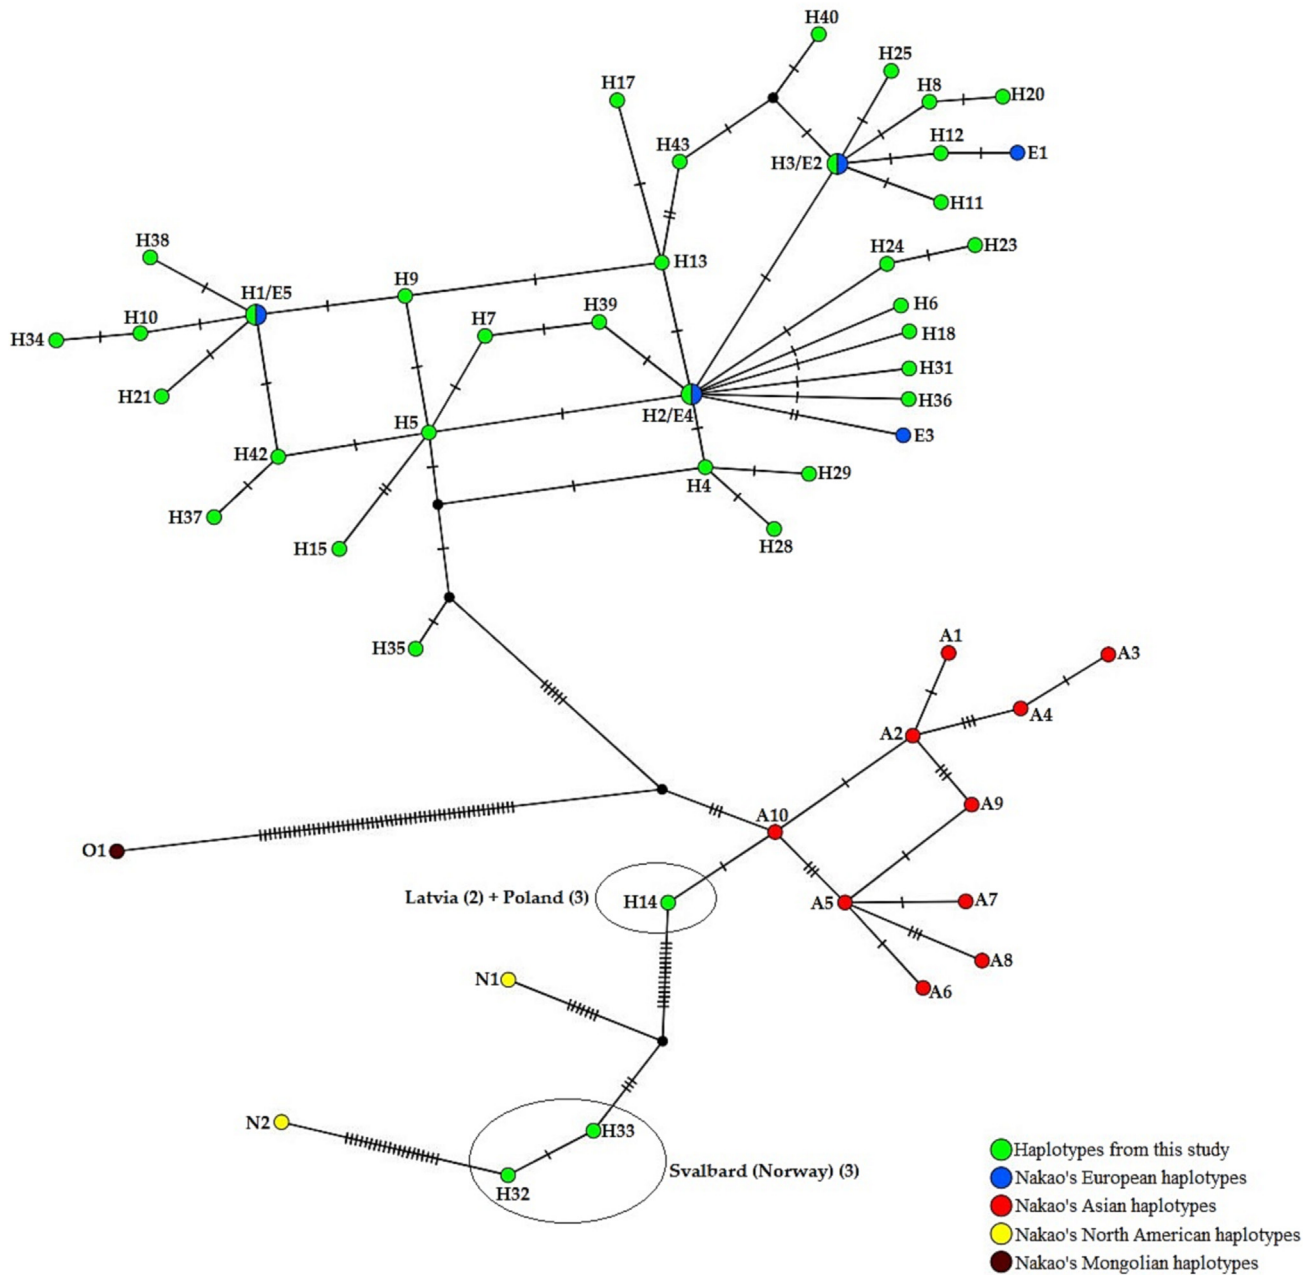 H40
H25
H17
H8
H20
H43
H12
E1
H3/E2
H11
H38
H24
H23
H9
H13
H1/E5
H39
H6
H10
H7
H18
H34
H31
H21
H36
H5
H2/E4
E3
H42
H4
H29
H37
H15
H28
H35
A1
A3
A4
A2
A9
A10
O1
Latvia (2) + Poland (3)
H14
A5
A7
A8
N1
A6
N2
H33
Svalbard (Norway) (3)
H32
Haplotypes from this study
Nakao's European haplotypes
Nakao's Asian haplotypes
Nakao's North American haplotypes
Nakao's Mongolian haplotypes